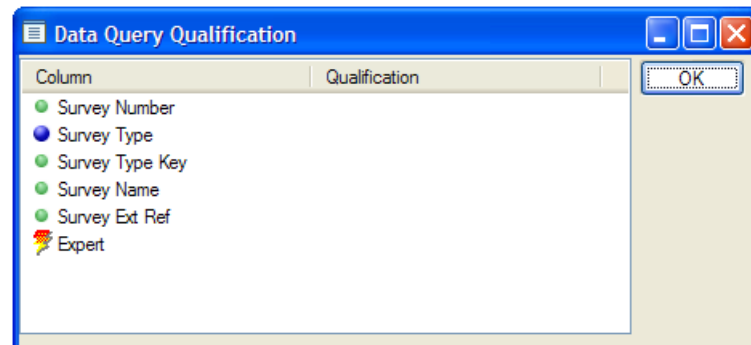 Data Query Qualification
Column Qualification OK
Survey Number
Survey Type
Survey Type Key
Survey Name
Survey Ext Ref
Expert